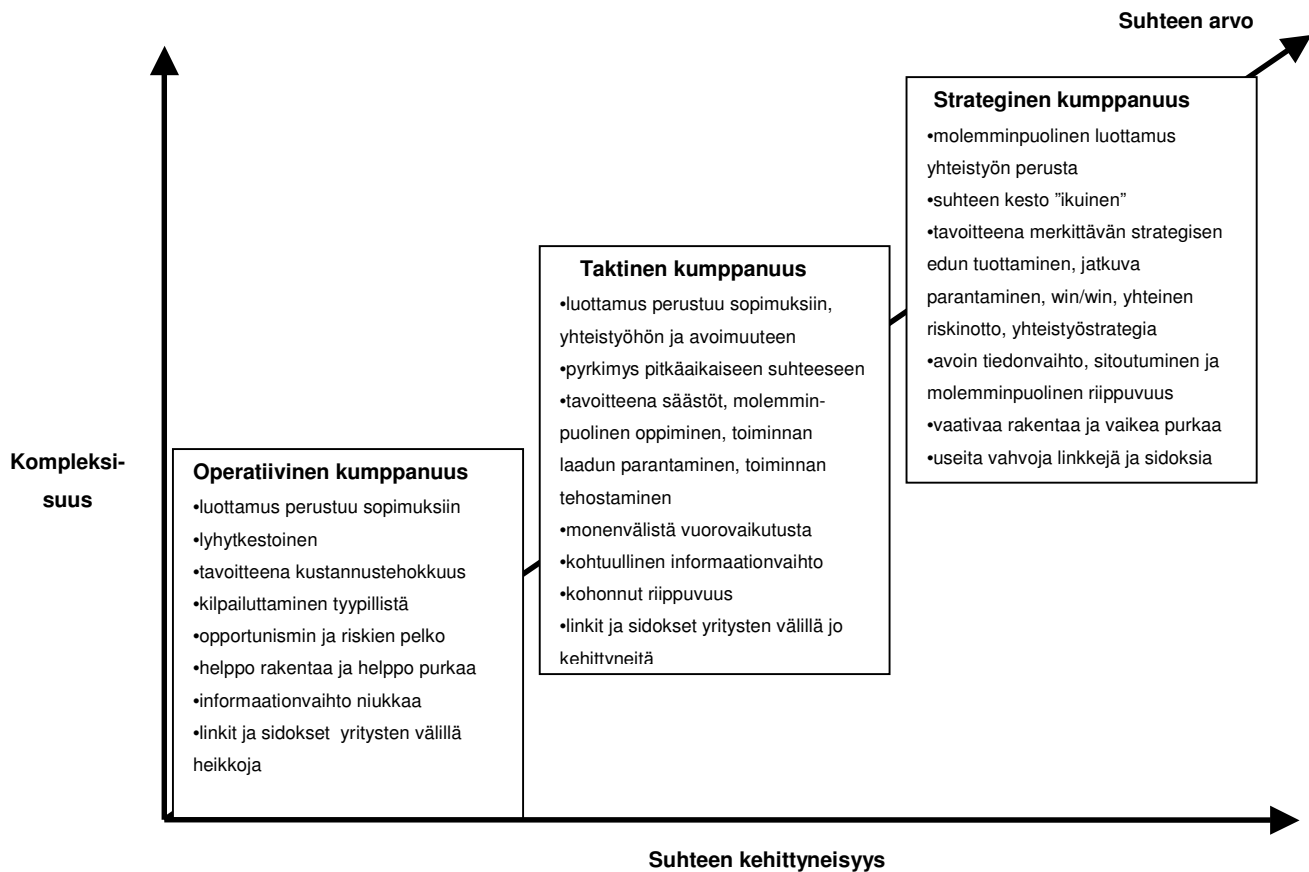 Suhteen arvo
Strateginen kumppanuus
•molemminpuolinen luottamus
yhteistyön perusta
•suhteen kesto ”ikuinen”
•tavoitteena merkittävän strategisen
edun tuottaminen, jatkuva
parantaminen, win/win, yhteinen
riskinotto, yhteistyöstrategia
•avoin tiedonvaihto, sitoutuminen ja
molemminpuolinen riippuvuus
•vaativaa rakentaa ja vaikea purkaa
•useita vahvoja linkkejä ja sidoksia
Taktinen kumppanuus
•luottamus perustuu sopimuksiin,
yhteistyöhön ja avoimuuteen
•pyrkimys pitkäaikaiseen suhteeseen
•tavoitteena säästöt, molemmin-
puolinen oppiminen, toiminnan
laadun parantaminen, toiminnan
tehostaminen
•monenvälistä vuorovaikutusta
•kohtuullinen informaationvaihto
•kohonnut riippuvuus
•linkit ja sidokset yritysten välillä jo
kehittyneitä
Kompleksi-
suus
Operatiivinen kumppanuus
•luottamus perustuu sopimuksiin
•lyhytkestoinen
•tavoitteena kustannustehokkuus
•kilpailuttaminen tyypillistä
•opportunismin ja riskien pelko
•helppo rakentaa ja helppo purkaa
•informaationvaihto niukkaa
•linkit ja sidokset yritysten välillä
heikkoja
Suhteen kehittyneisyys